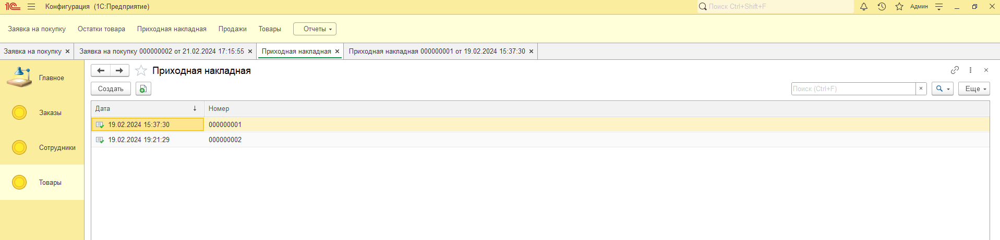 1С Конфигурация (1С:Предприятие) Поиск Ctrl+Shift+F Админ
Заявка на покупку Остатки товара Приходная накладная Продажи Товары Отчеты
Заявка на покупку Заявка на покупку 000000002 от 21.02.2024 17:15:55 Приходная накладная Приходная накладная 000000001 от 19.02.2024 15:37:30
Главное
Заказы
Сотрудники
Товары
Приходная накладная
Создать Поиск (Ctrl+F) Еще
Дата Номер
19.02.2024 15:37:30 000000001
19.02.2024 19:21:29 000000002